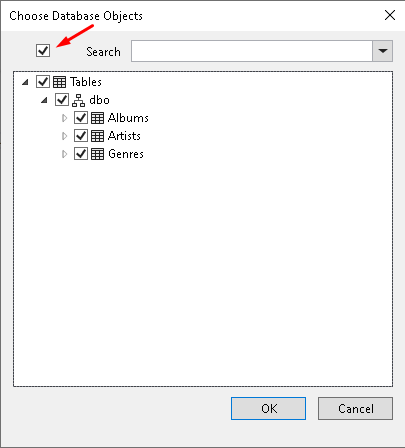 Choose Database Objects
Search
Tables
dbo
Albums
Artists
Genres
OK
Cancel